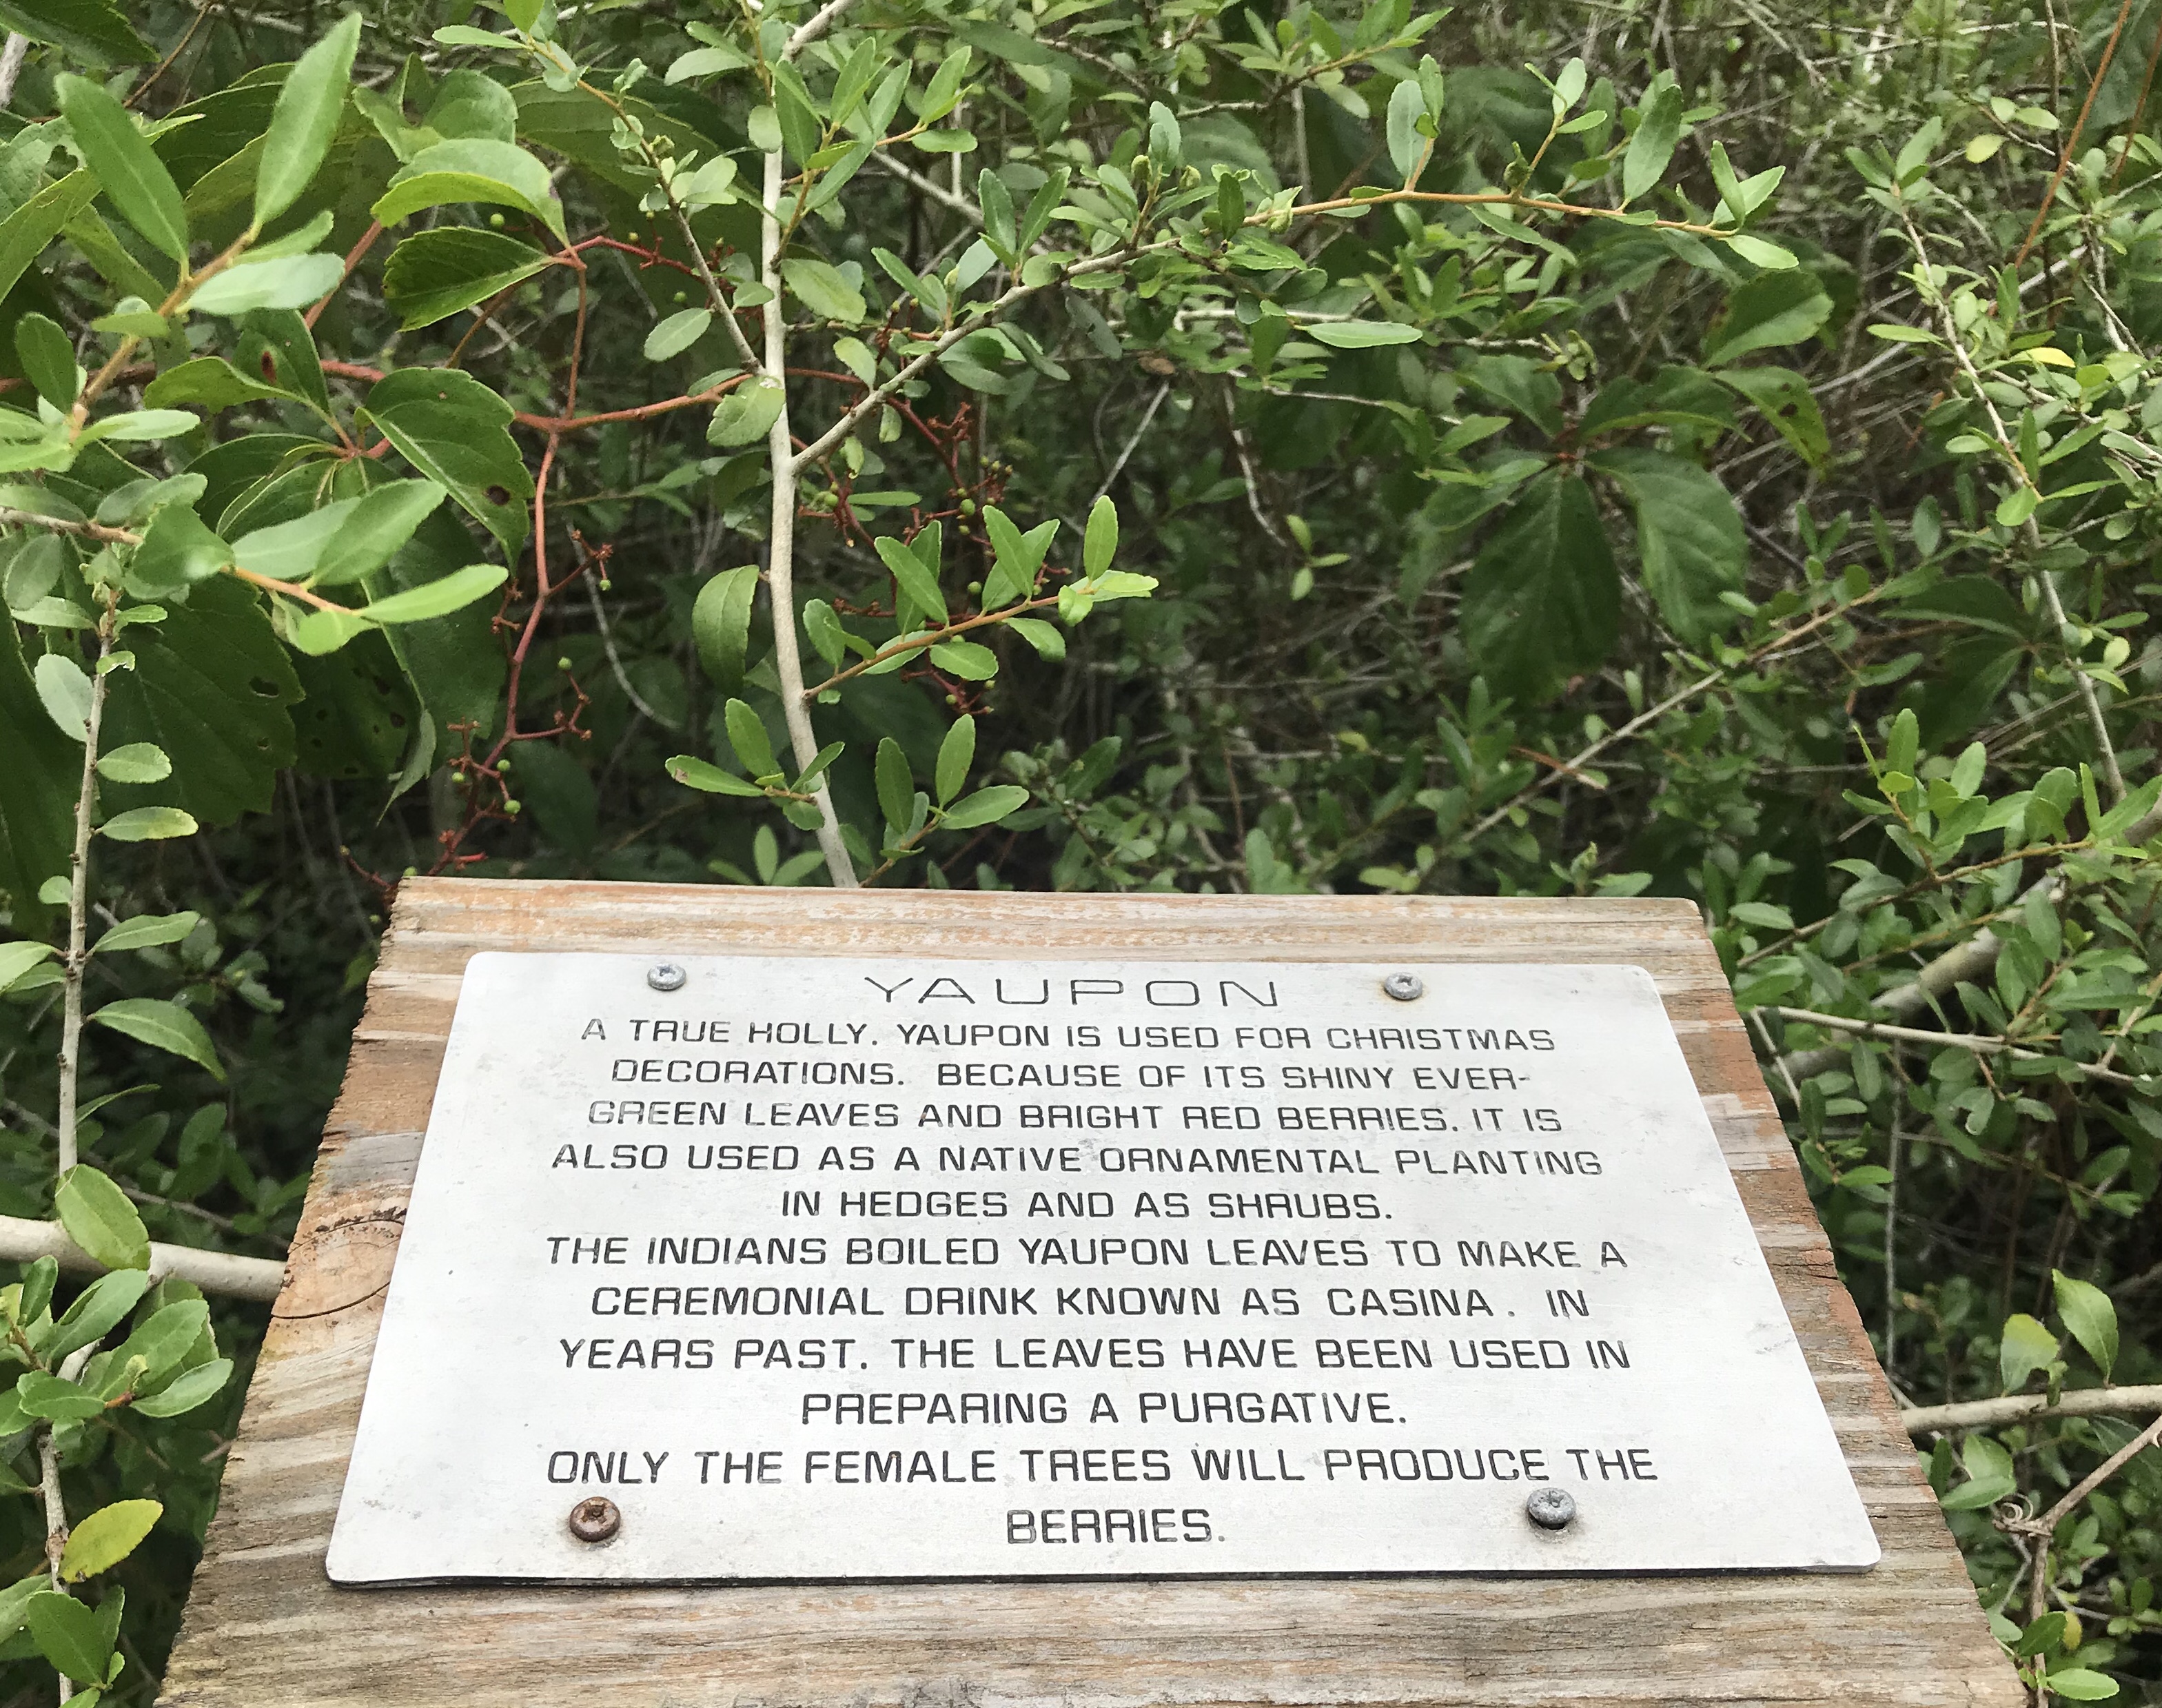 YAUPON
A TRUE HOLLY. YAUPON IS USED FOR CHRISTMAS
DECORATIONS. BECAUSE OF ITS SHINY EVER-
GREEN LEAVES AND BRIGHT RED BERRIES. IT IS
ALSO USED AS A NATIVE ORNAMENTAL PLANTING
IN HEDGES AND AS SHRUBS.
THE INDIANS BOILED YAUPON LEAVES TO MAKE A
CEREMONIAL DRINK KNOWN AS CASINA. IN
YEARS PAST. THE LEAVES HAVE BEEN USED IN
PREPARING A PURGATIVE.
ONLY THE FEMALE TREES WILL PRODUCE THE
BERRIES.